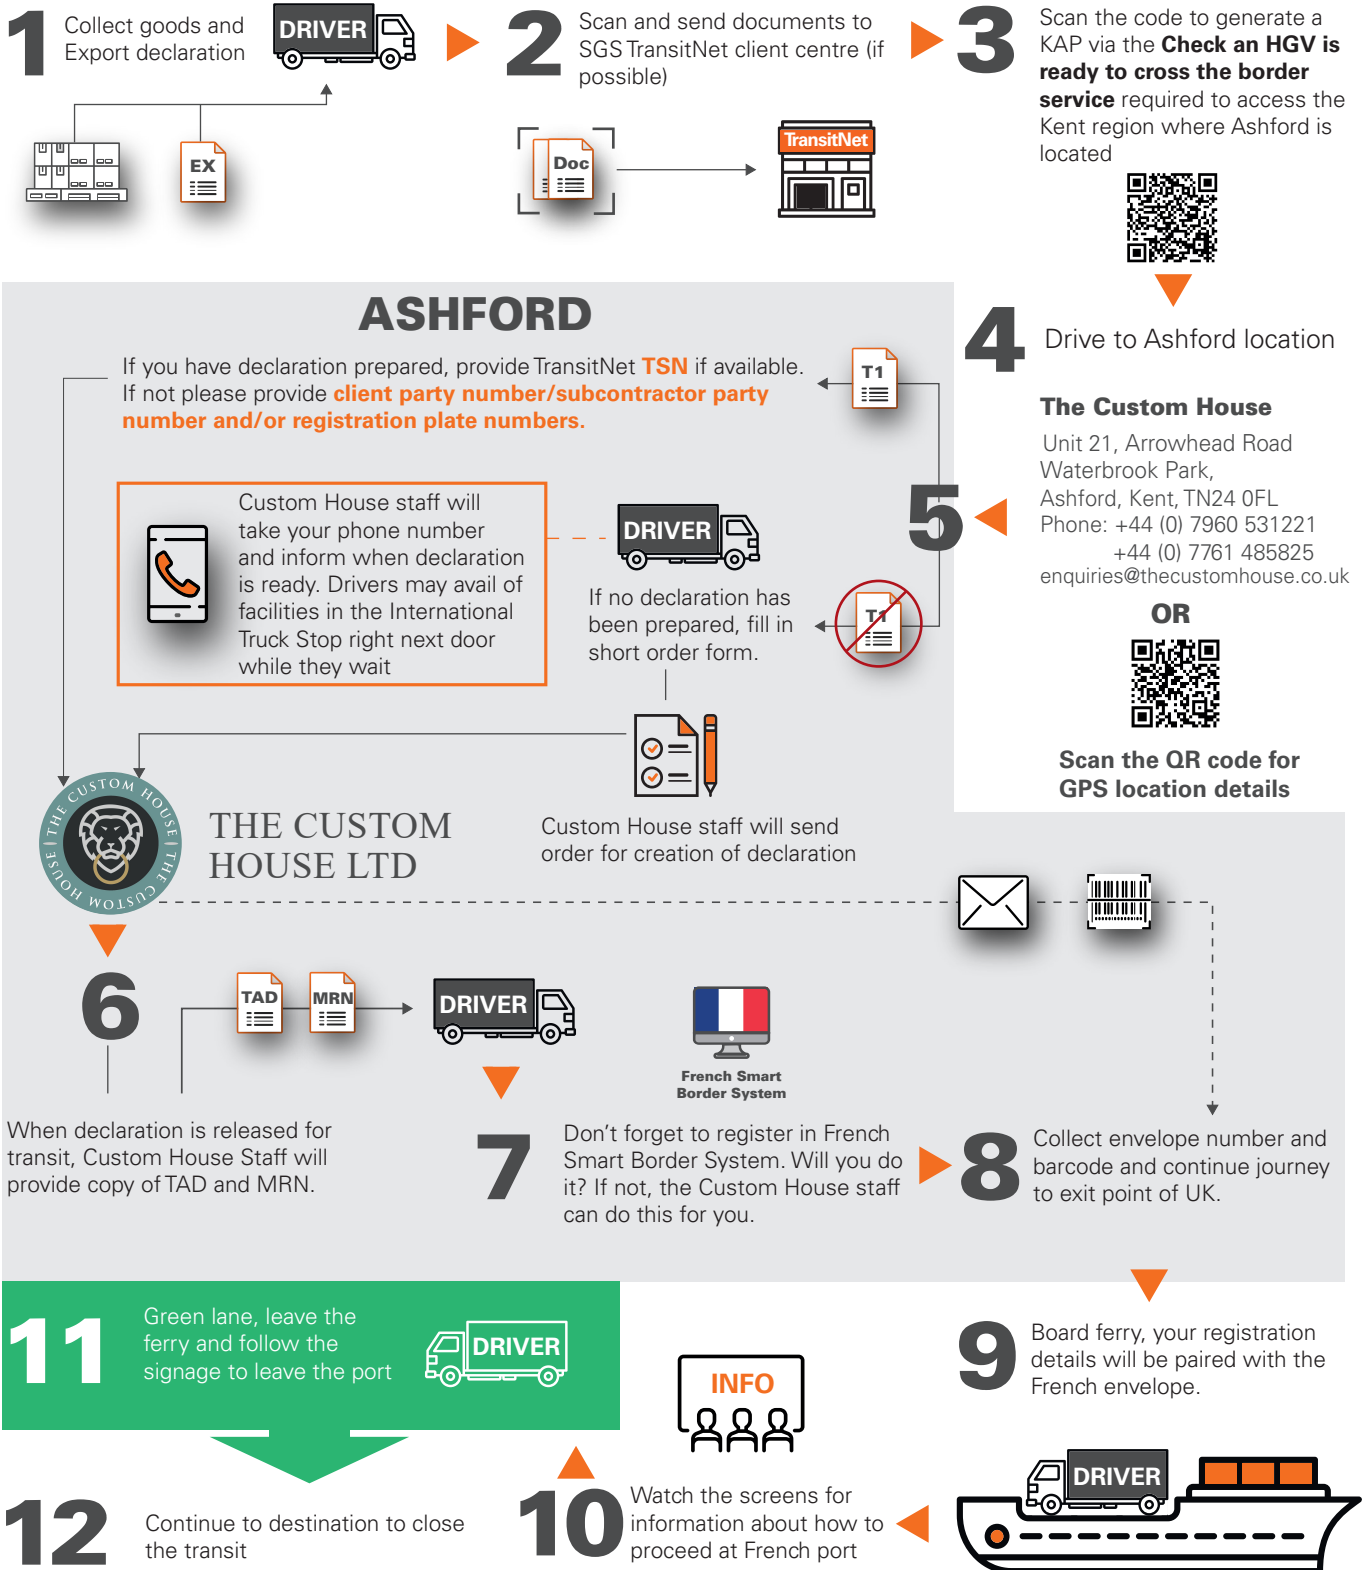 1
Collect goods and
Export declaration
DRIVER
EX
2
Scan and send documents to
SGS TransitNet client centre (if
possible)
Doc
TransitNet
3
Scan the code to generate a
KAP via the Check an HGV is
ready to cross the border
service required to access the
Kent region where Ashford is
located
4
Drive to Ashford location
The Custom House
Unit 21, Arrowhead Road
Waterbrook Park,
Ashford, Kent, TN24 0FL
Phone: +44 (0) 7960 531221
+44 (0) 7761 485825
enquiries@thecustomhouse.co.uk
OR
Scan the QR code for
GPS location details
ASHFORD
5
If you have declaration prepared, provide TransitNet TSN if available.
If not please provide client party number/subcontractor party
number and/or registration plate numbers.
T1
Custom House staff will
take your phone number
and inform when declaration
is ready. Drivers may avail of
facilities in the International
Truck Stop right next door
while they wait
DRIVER
If no declaration has
been prepared, fill in
short order form.
T1
Custom House staff will send
order for creation of declaration
THE CUSTOM HOUSE | THE CUSTOM HOUSE |
THE CUSTOM
HOUSE LTD
6
TAD
MRN
DRIVER
When declaration is released for
transit, Custom House Staff will
provide copy of TAD and MRN.
French Smart
Border System
7
Don't forget to register in French
Smart Border System. Will you do
it? If not, the Custom House staff
can do this for you.
8
Collect envelope number and
barcode and continue journey
to exit point of UK.
9
Board ferry, your registration
details will be paired with the
French envelope.
DRIVER
10
INFO
Watch the screens for
information about how to
proceed at French port
11
Green lane, leave the
ferry and follow the
signage to leave the port
DRIVER
12
Continue to destination to close
the transit